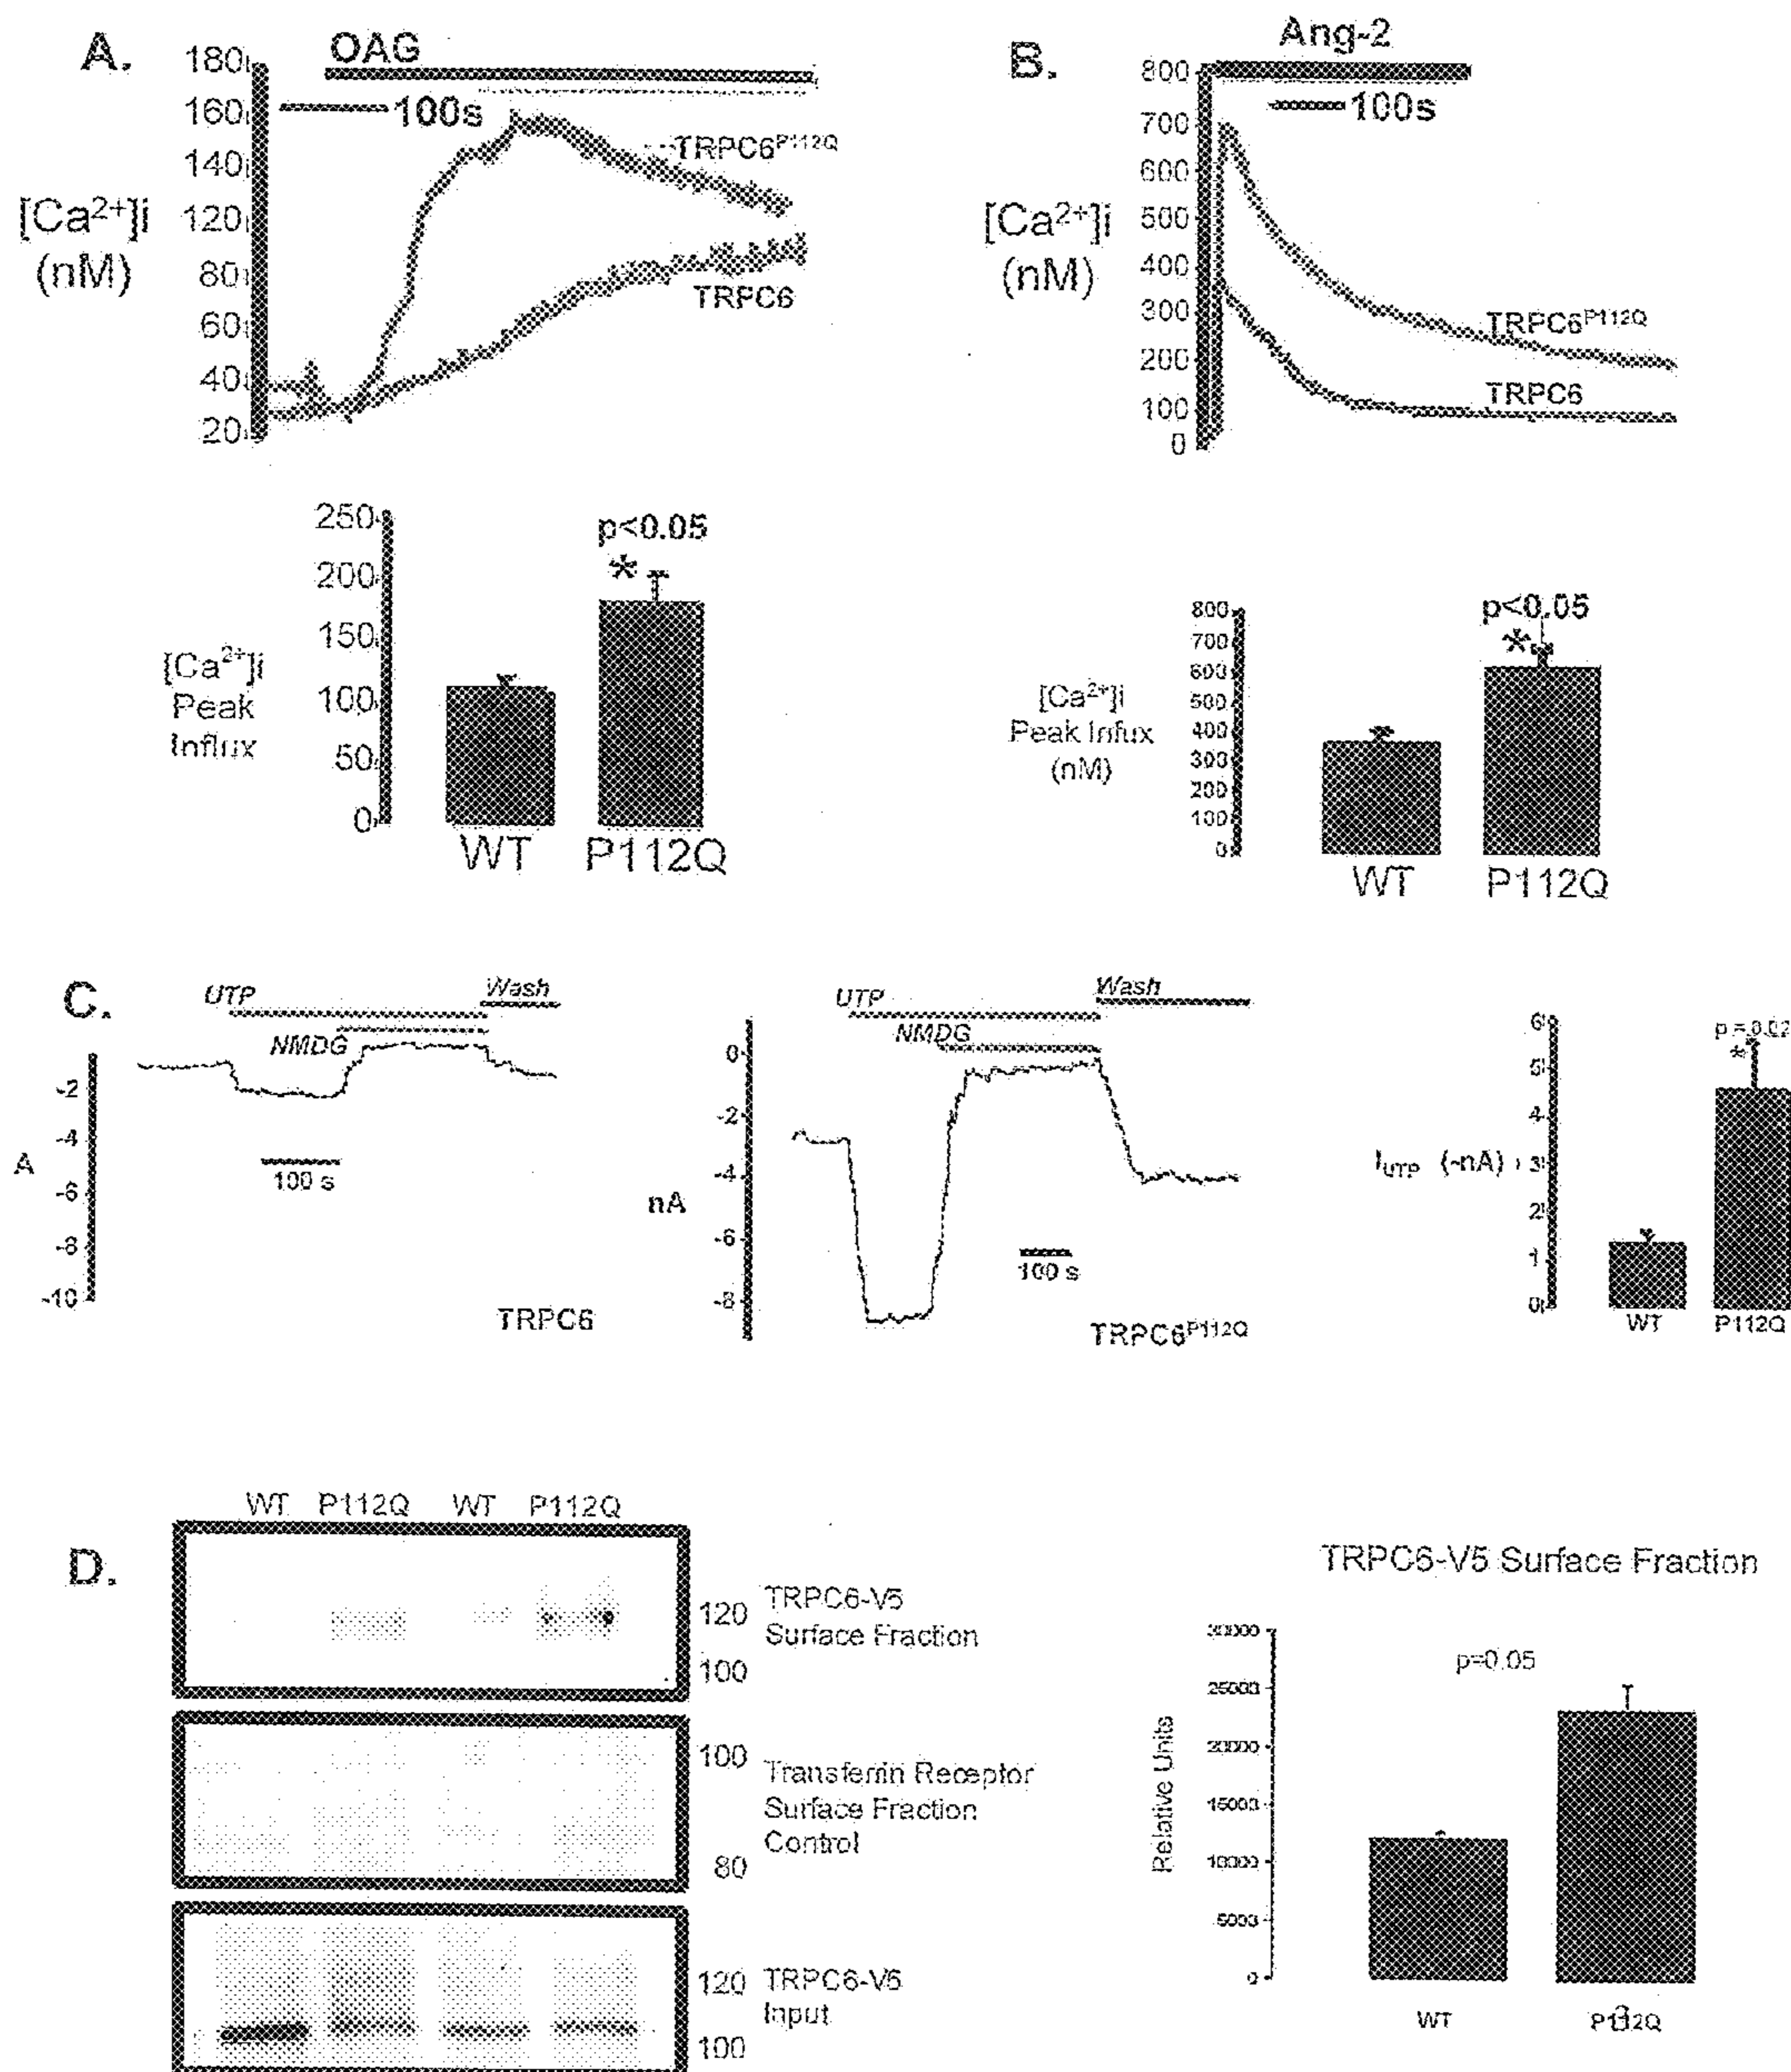 A.
OAG
180
160
140
120
80
60
40
20
100s
[Ca²⁺]i
(nM)
TRPC6ᴾ¹¹²Q
TRPC6
B.
Ang-2
800
700
600
500
400
300
200
100
0
100s
[Ca²⁺]i
(nM)
TRPC6ᴾ¹¹²Q
TRPC6
250
200
150
100
50
0
[Ca²⁺]i
Peak
Influx
p<0.05
*
WT P112Q
800
700
600
500
400
300
200
100
0
[Ca²⁺]i
Peak Infux
(nM)
p<0.05
*
WT P112Q
C.
UTP
Wash
NMDG
-2
-4
-6
-8
-10
A
100 s
TRPC6
UTP
Wash
NMDG
0
-2
-4
-6
-8
nA
100 s
TRPC6ᴾ¹¹²Q
6
5
4
3
2
1
0
I_UTP (-nA)
p=0.02
*
WT P112Q
D.
WT P112Q WT P112Q
120
100
TRPC6-V5
Surface Fraction
100
80
Transferrin Receptor
Surface Fraction
Control
120
100
TRPC6-V5
Input
TRPC6-V5 Surface Fraction
30000
25000
20000
15000
10000
5000
0
Relative Units
p=0.05
WT